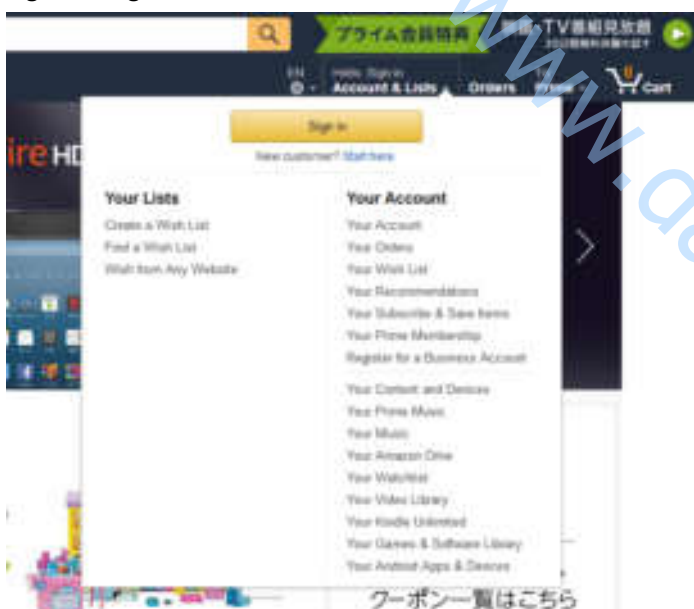 プライム会員特典
・TV番組見放題
EN
Hello. Sign in
Account & Lists
Orders
Cart
0
Sign in
New customer? Start here.
ire HD
Your Lists
Create a Wish List
Find a Wish List
Wish from Any Website
Your Account
Your Account
Your Orders
Your Wish List
Your Recommendations
Your Subscribe & Save Items
Your Prime Membership
Register for a Business Account
Your Content and Devices
Your Prime Music
Your Music
Your Amazon Drive
Your Watchlist
Your Video Library
Your Kindle Unlimited
Your Games & Software Library
Your Android Apps & Devices
クーポン一覧はこちら
www.